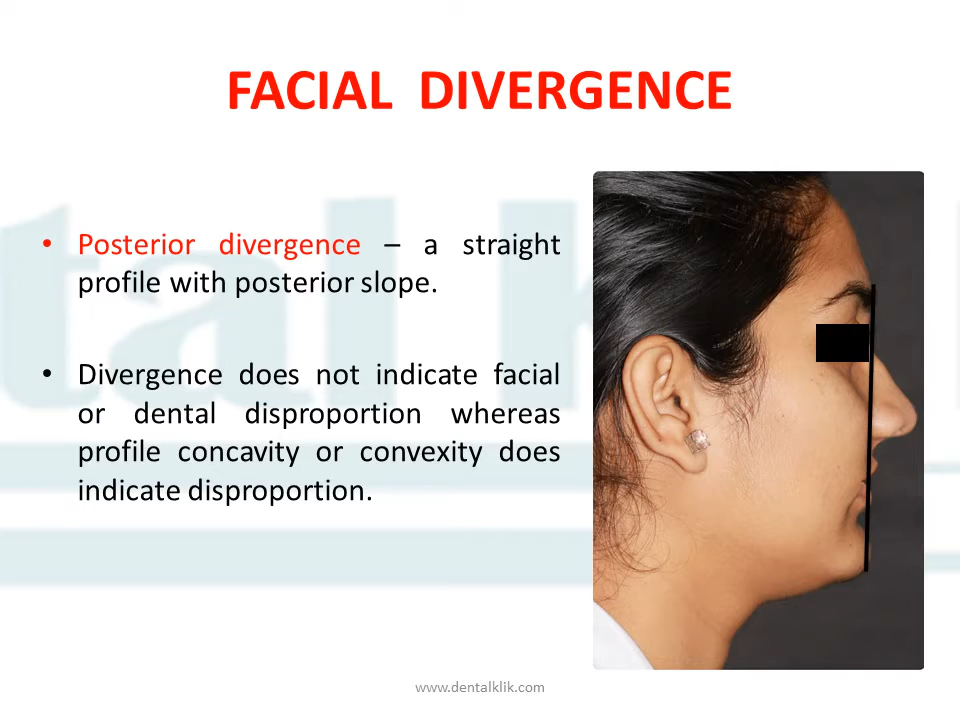 FACIAL DIVERGENCE
• Posterior divergence – a straight
profile with posterior slope.
• Divergence does not indicate facial
or dental disproportion whereas
profile concavity or convexity does
indicate disproportion.
www.dentalklik.com